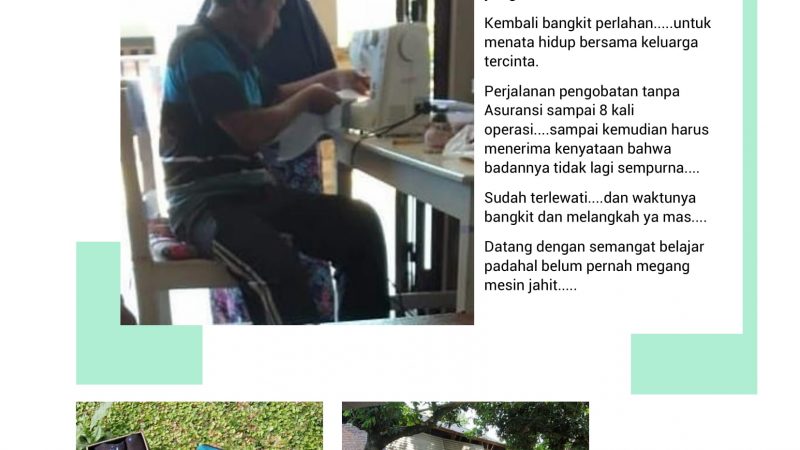 Kembali bangkit perlahan.....untuk
menata hidup bersama keluarga
tercinta.
Perjalanan pengobatan tanpa
Asuransi sampai 8 kali
operasi....sampai kemudian harus
menerima kenyataan bahwa
badannya tidak lagi sempurna....
Sudah terlewati....dan waktunya
bangkit dan melangkah ya mas....
Datang dengan semangat belajar
padahal belum pernah megang
mesin jahit.....